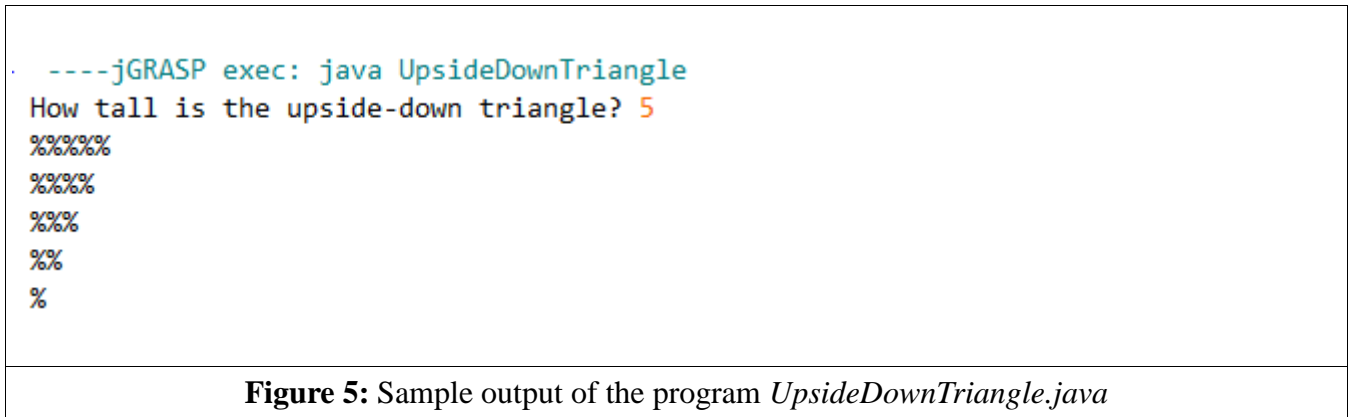 ----jGRASP exec: java UpsideDownTriangle
How tall is the upside-down triangle? 5
%%%%%
%%%%
%%%
%%
%
Figure 5: Sample output of the program UpsideDownTriangle.java